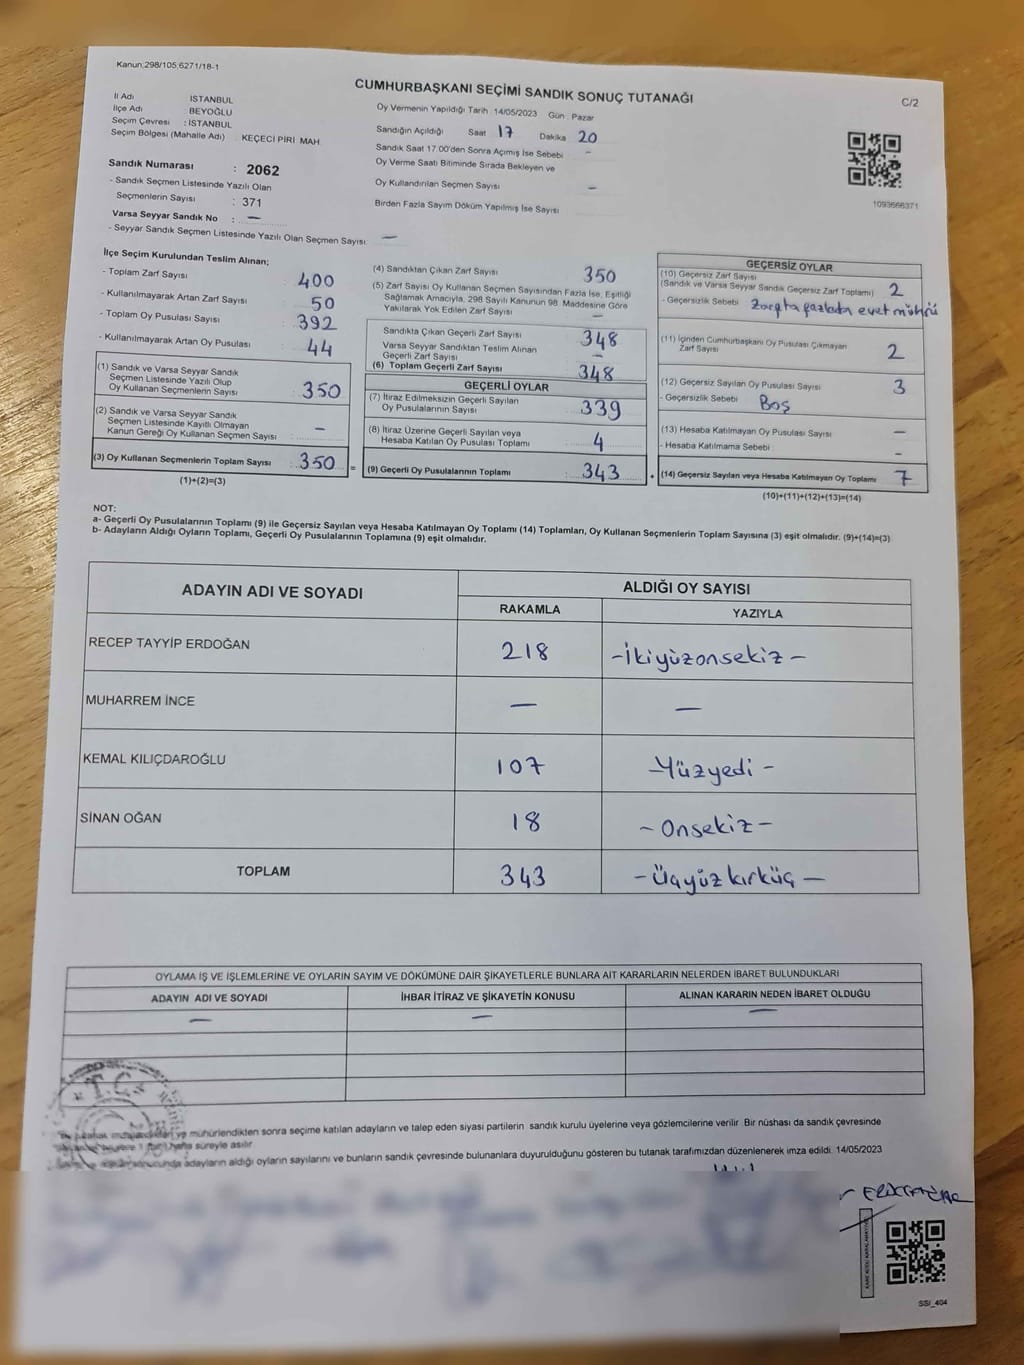 Kanun;298/105,6271/18-1
CUMHURBAŞKANI SEÇİMİ SANDIK SONUÇ TUTANAĞI
C/2
İl Adı İSTANBUL
İlçe Adı BEYOĞLU
Seçim Çevresi : İSTANBUL
Seçim Bölgesi (Mahalle Adı) KEÇECİ PİRİ MAH
Sandık Numarası : 2062
- Sandık Seçmen Listesinde Yazılı Olan
Seçmenlerin Sayısı : 371
Varsa Seyyar Sandık No : —
- Seyyar Sandık Seçmen Listesinde Yazılı Olan Seçmen Sayısı —
Oy Vermenin Yapıldığı Tarih 14/05/2023 Gün : Pazar
Sandığın Açıldığı Saat 17 Dakika 20
Sandık Saat 17.00'den Sonra Açımış İse Sebebi -
Oy Verme Saati Bitiminde Sırada Bekleyen ve
Oy Kullandırılan Seçmen Sayısı —
Birden Fazla Sayım Döküm Yapılmış İse Sayısı
1093666371
İlçe Seçim Kurulundan Teslim Alınan;
- Toplam Zarf Sayısı : 400
- Kullanılmayarak Artan Zarf Sayısı : 50
- Toplam Oy Pusulası Sayısı : 392
- Kullanılmayarak Artan Oy Pusulası : 44
(1) Sandık ve Varsa Seyyar Sandık
Seçmen Listesinde Yazılı Olup
Oy Kullanan Seçmenlerin Sayısı : 350
(2) Sandık ve Varsa Seyyar Sandık
Seçmen Listesinde Kayıtlı Olmayan
Kanun Gereği Oy Kullanan Seçmen Sayısı : -
(3) Oy Kullanan Seçmenlerin Toplam Sayısı : 350 =
(1)+(2)=(3)
(4) Sandıktan Çıkan Zarf Sayısı 350
(5) Zarf Sayısı Oy Kullanan Seçmen Sayısından Fazla İse, Eşitliği
Sağlamak Amacıyla, 298 Sayılı Kanunun 98. Maddesine Göre
Yakılarak Yok Edilen Zarf Sayısı : —
Sandıkta Çıkan Geçerli Zarf Sayısı : 348
Varsa Seyyar Sandıktan Teslim Alınan
Geçerli Zarf Sayısı : -
(6) Toplam Geçerli Zarf Sayısı : 348
GEÇERLİ OYLAR
(7) İtiraz Edilmeksizin Geçerli Sayılan
Oy Pusulalarının Sayısı : 339
(8) İtiraz Üzerine Geçerli Sayılan veya
Hesaba Katılan Oy Pusulası Toplamı : 4
(9) Geçerli Oy Pusulalarının Toplamı : 343
GEÇERSİZ OYLAR
(10) Geçersiz Zarf Sayısı
(Sandık ve Varsa Seyyar Sandık Geçersiz Zarf Toplamı) 2
- Geçersizlik Sebebi Zarfta fazladan evet mührü
(11) İçinden Cumhurbaşkanı Oy Pusulası Çıkmayan
Zarf Sayısı 2
(12) Geçersiz Sayılan Oy Pusulası Sayısı 3
- Geçersizlik Sebebi Boş
(13) Hesaba Katılmayan Oy Pusulası Sayısı —
- Hesaba Katılmama Sebebi -
(14) Geçersiz Sayılan veya Hesaba Katılmayan Oy Toplamı 7
(10)+(11)+(12)+(13)=(14)
NOT:
a- Geçerli Oy Pusulalarının Toplamı (9) ile Geçersiz Sayılan veya Hesaba Katılmayan Oy Toplamı (14) Toplamları, Oy Kullanan Seçmenlerin Toplam Sayısına (3) eşit olmalıdır. (9)+(14)=(3)
b- Adayların Aldığı Oyların Toplamı, Geçerli Oy Pusulalarının Toplamına (9) eşit olmalıdır.
ADAYIN ADI VE SOYADI ALDIĞI OY SAYISI
RAKAMLA YAZIYLA
RECEP TAYYİP ERDOĞAN 218 -İkiyüzonsekiz-
MUHARREM İNCE — —
KEMAL KILIÇDAROĞLU 107 -Yüzyedi-
SİNAN OĞAN 18 -Onsekiz-
TOPLAM 343 -Üçyüzkırküç-
OYLAMA İŞ VE İŞLEMLERİNE VE OYLARIN SAYIM VE DÖKÜMÜNE DAİR ŞİKAYETLERLE BUNLARA AİT KARARLARIN NELERDEN İBARET BULUNDUKLARI
ADAYIN ADI VE SOYADI İHBAR İTİRAZ VE ŞİKAYETİN KONUSU ALINAN KARARIN NEDEN İBARET OLDUĞU
— — —
T.C.
mühürlendikten sonra seçime katılan adayların ve talep eden siyasi partilerin sandık kurulu üyelerine veya gözlemcilerine verilir. Bir nüshası da sandık çevresinde
süreyle asılır.
adayların aldığı oyların sayılarını ve bunların sandık çevresinde bulunanlara duyurulduğunu gösteren bu tutanak tarafımızdan düzenlenerek imza edildi. 14/05/2023
SSI_404